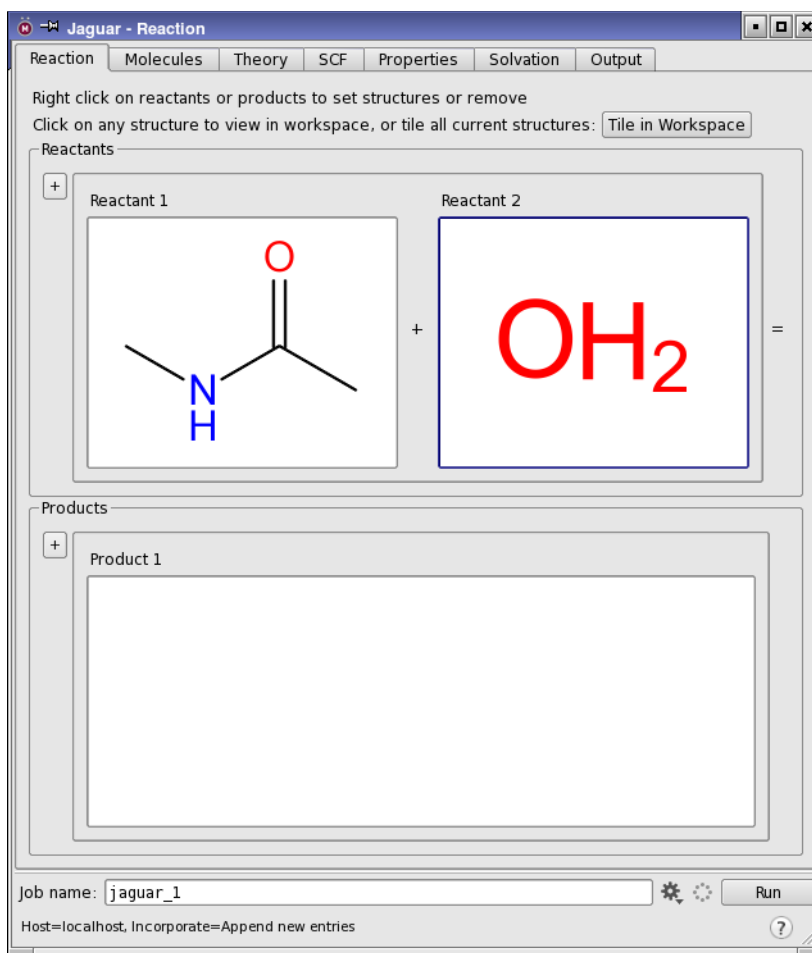 Jaguar - Reaction
Reaction Molecules Theory SCF Properties Solvation Output
Right click on reactants or products to set structures or remove
Click on any structure to view in workspace, or tile all current structures: Tile in Workspace
Reactants
+
Reactant 1
Reactant 2
O
N
H
+
OH2
=
Products
+
Product 1
Job name: jaguar_1 Run
Host=localhost, Incorporate=Append new entries
?